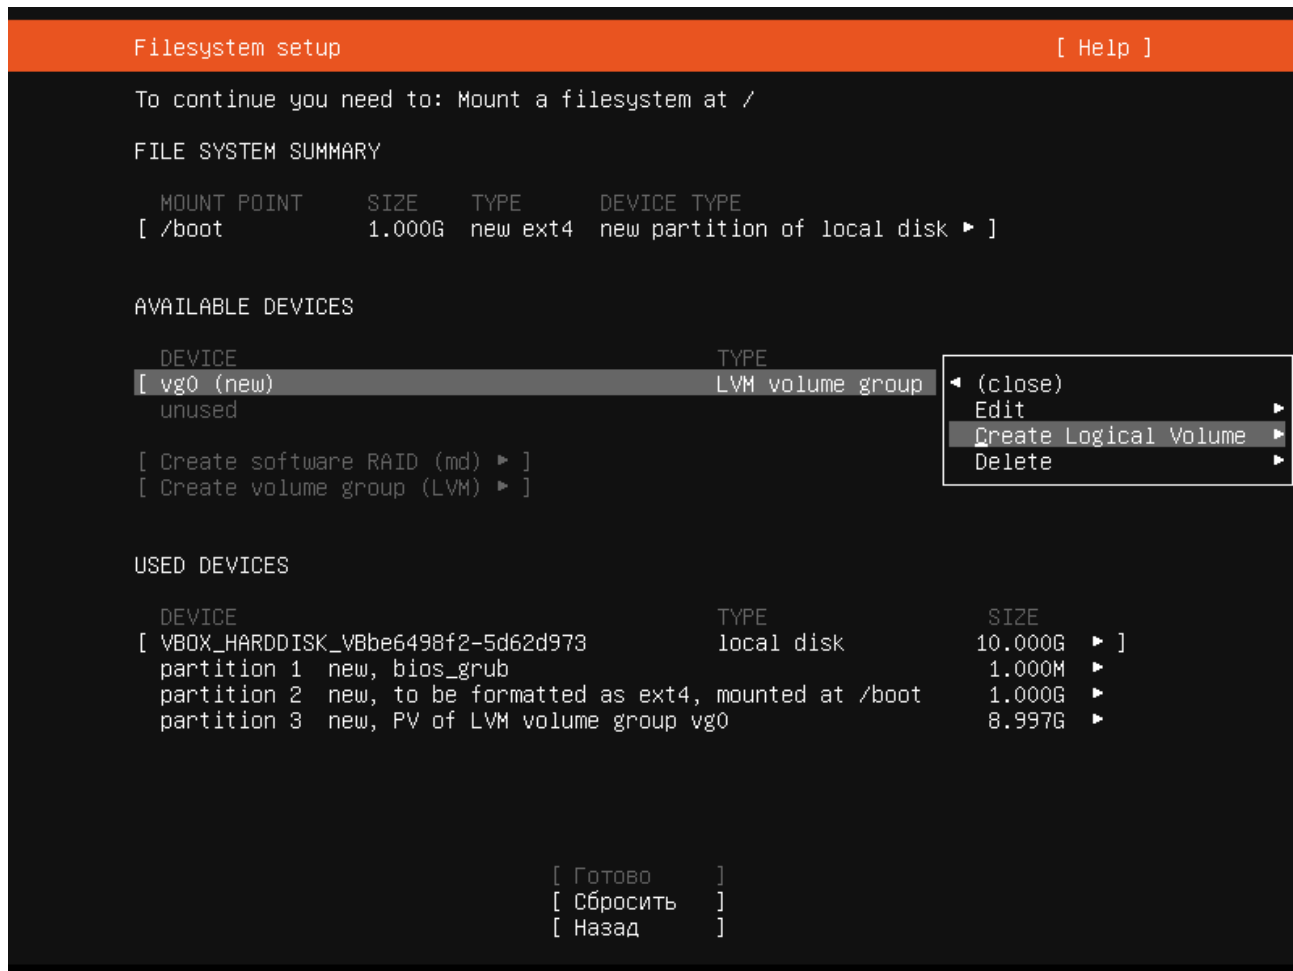 Filesystem setup [ Help ]
To continue you need to: Mount a filesystem at /
FILE SYSTEM SUMMARY
MOUNT POINT SIZE TYPE DEVICE TYPE
[ /boot 1.000G new ext4 new partition of local disk ▸ ]
AVAILABLE DEVICES
DEVICE TYPE
[ vg0 (new) LVM volume group ◂ (close)
unused Edit ▸
Create Logical Volume ▸
[ Create software RAID (md) ▸ ] Delete ▸
[ Create volume group (LVM) ▸ ]
USED DEVICES
DEVICE TYPE SIZE
[ VBOX_HARDDISK_VBbe6498f2-5d62d973 local disk 10.000G ▸ ]
partition 1 new, bios_grub 1.000M ▸
partition 2 new, to be formatted as ext4, mounted at /boot 1.000G ▸
partition 3 new, PV of LVM volume group vg0 8.997G ▸
[ Готово ]
[ Сбросить ]
[ Назад ]